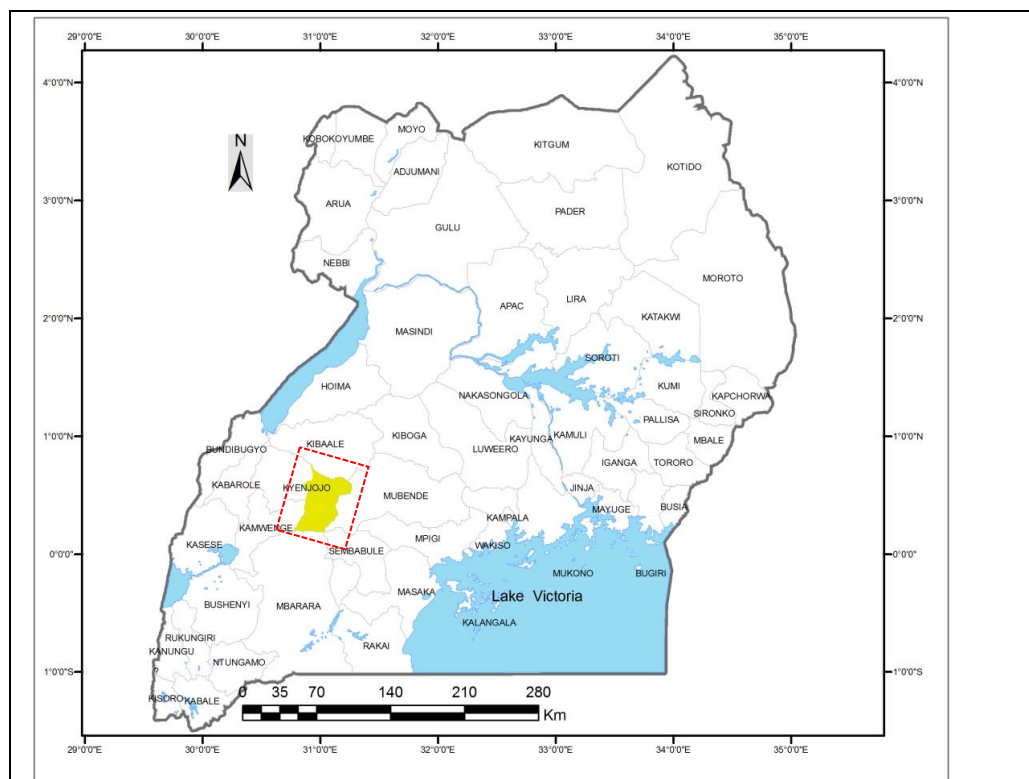 29°0'0"E 30°0'0"E 31°0'0"E 32°0'0"E 33°0'0"E 34°0'0"E 35°0'0"E
4°0'0"N 4°0'0"N
N
MOYO
KOBOKOYUMBE
KITGUM
KOTIDO
ADJUMANI
3°0'0"N 3°0'0"N
ARUA
PADER
GULU
NEBBI
MOROTO
APAC
LIRA
2°0'0"N 2°0'0"N
KATAKWI
MASINDI
SOROTI
HOIMA
KUMI
NAKASONGOLA
KAPCHORWA
SIRONKO
PALLISA
1°0'0"N 1°0'0"N
KIBOGA
KAYUNGA
KAMULI
MBALE
BUNDIBUGYO
KIBAALE
LUWEERO
IGANGA
TORORO
KABAROLE
KYENJOJO
JINJA
MUBENDE
MAYUGE
BUSIA
KAMWENGE
KAMPALA
MPIGI
KASESE
SEMBABULE
WAKISO
0°0'0" 0°0'0"
MUKONO
BUGIRI
MASAKA
Lake Victoria
BUSHENYI
MBARARA
KALANGALA
RUKUNGIRI
RAKAI
KANUNGU
NTUNGAMO
1°0'0"S 1°0'0"S
?
KISORO
KABALE
0 35 70 140 210 280
Km
29°0'0"E 30°0'0"E 31°0'0"E 32°0'0"E 33°0'0"E 34°0'0"E 35°0'0"E